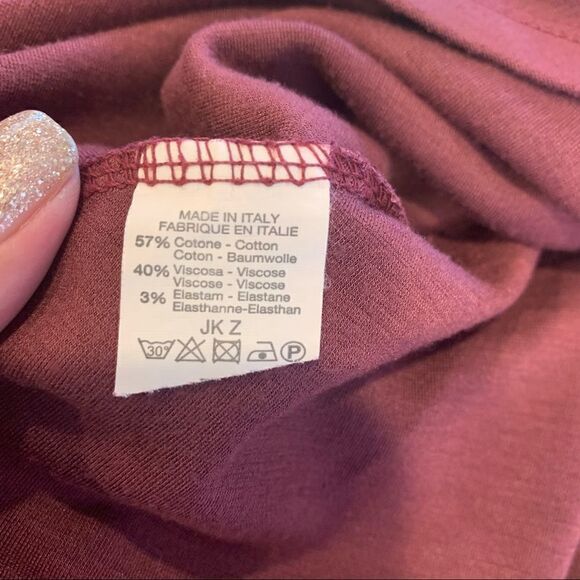 MADE IN ITALY
FABRIQUE EN ITALIE
57% Cotone - Cotton
Coton - Baumwolle
40% Viscosa - Viscose
Viscose - Viscose
3% Elastam - Elastane
Elasthanne-Elasthan
JK Z
30° P